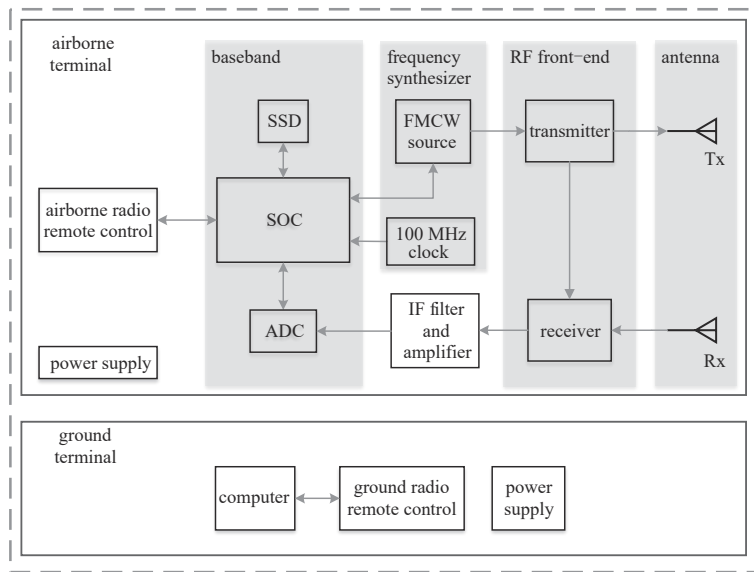 airborne
terminal
baseband
frequency
synthesizer
RF front−end
antenna
SSD
FMCW
source
transmitter
Tx
airborne radio
remote control
SOC
100 MHz
clock
ADC
IF filter
and
amplifier
receiver
Rx
power supply
ground
terminal
computer
ground radio
remote control
power
supply